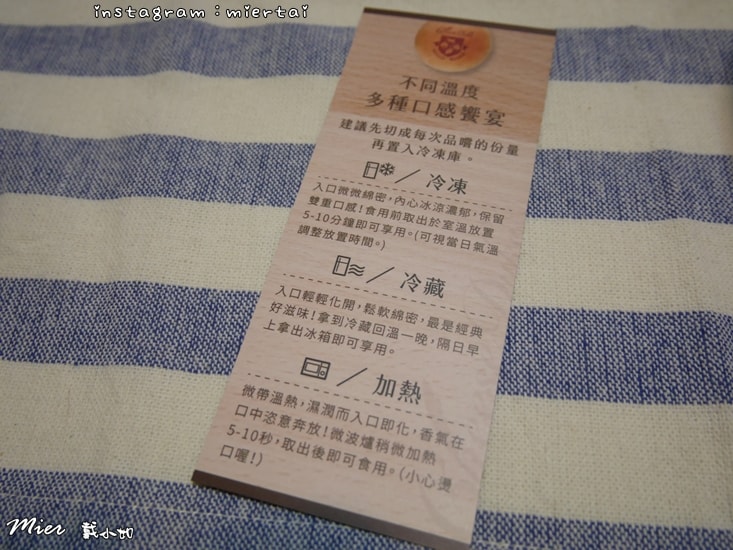 instagram：miertai
不同溫度
多種口感饗宴
建議先切成每次品嚐的份量
再置入冷凍庫。
／冷凍
入口微微綿密，內心冰涼濃郁，保留
雙重口感！食用前取出於室溫放置
5-10分鐘即可享用。(可視當日氣溫
調整放置時間。)
／冷藏
入口輕輕化開，鬆軟綿密，最是經典
好滋味！拿到冷藏回溫一晚，隔日早
上拿出冰箱即可享用。
／加熱
微帶溫熱，濕潤而入口即化，香氣在
口中恣意奔放！微波爐稍微加熱
5-10秒，取出後即可食用。(小心燙
口喔！)
Mier 戴小如